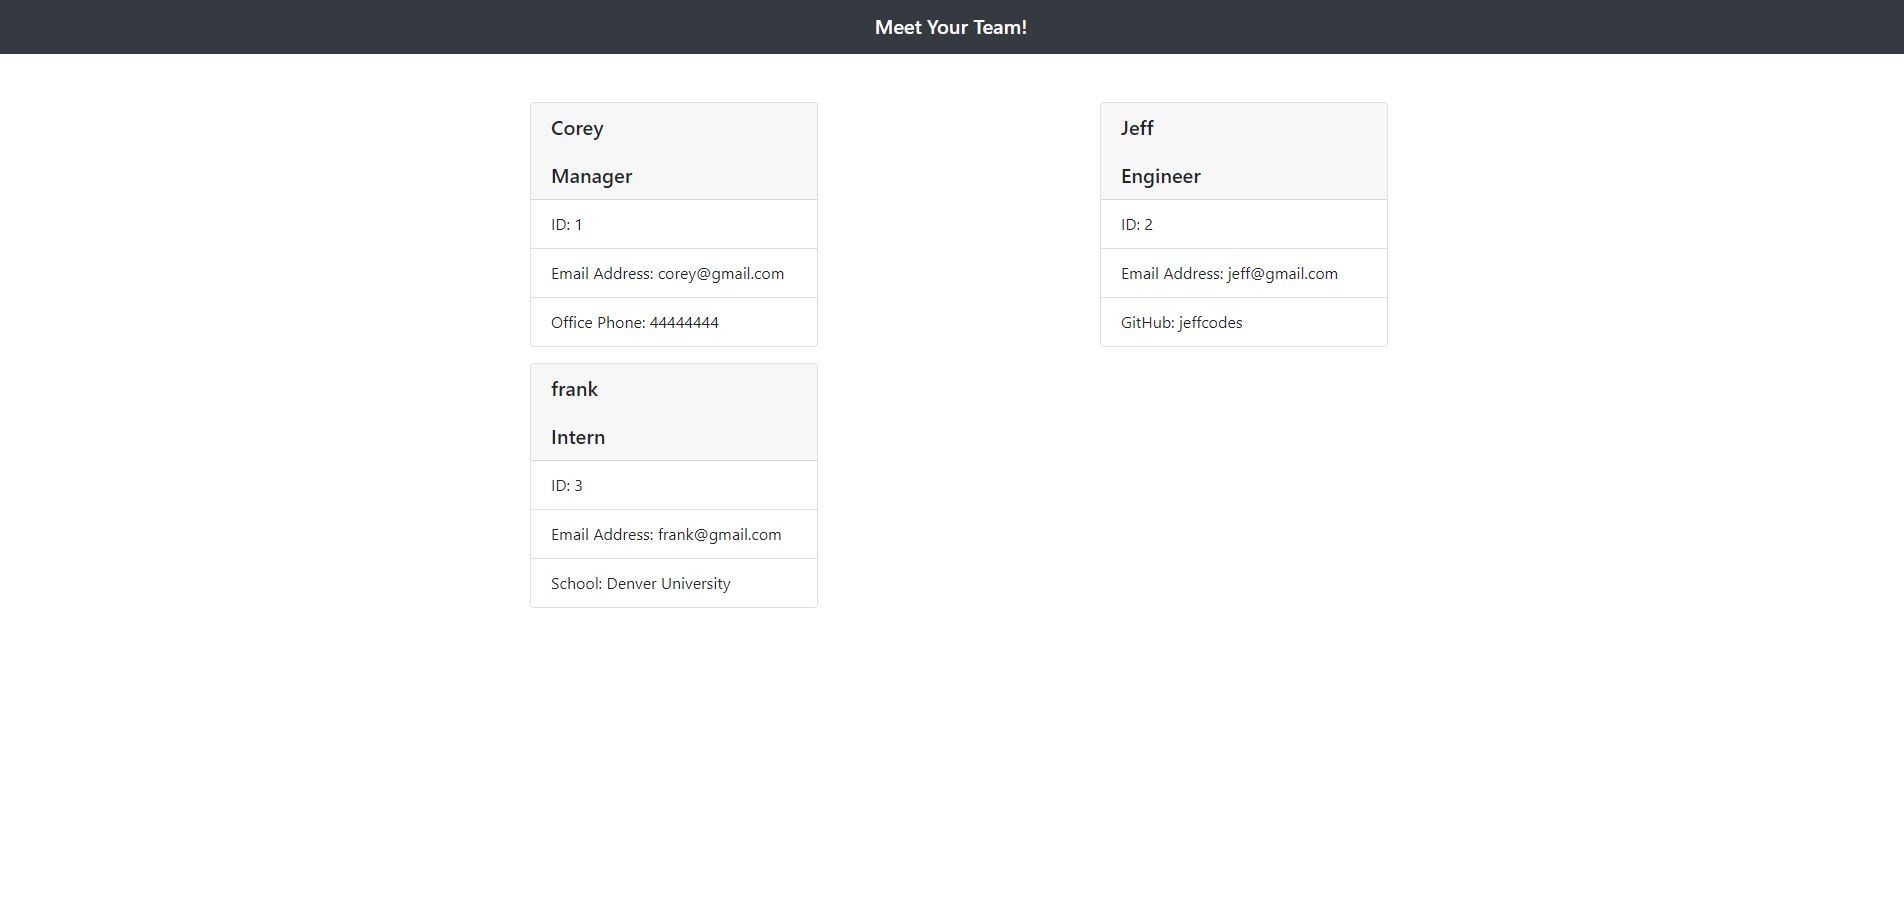 Meet Your Team!
Corey
Manager
ID: 1
Email Address: corey@gmail.com
Office Phone: 44444444
Jeff
Engineer
ID: 2
Email Address: jeff@gmail.com
GitHub: jeffcodes
frank
Intern
ID: 3
Email Address: frank@gmail.com
School: Denver University